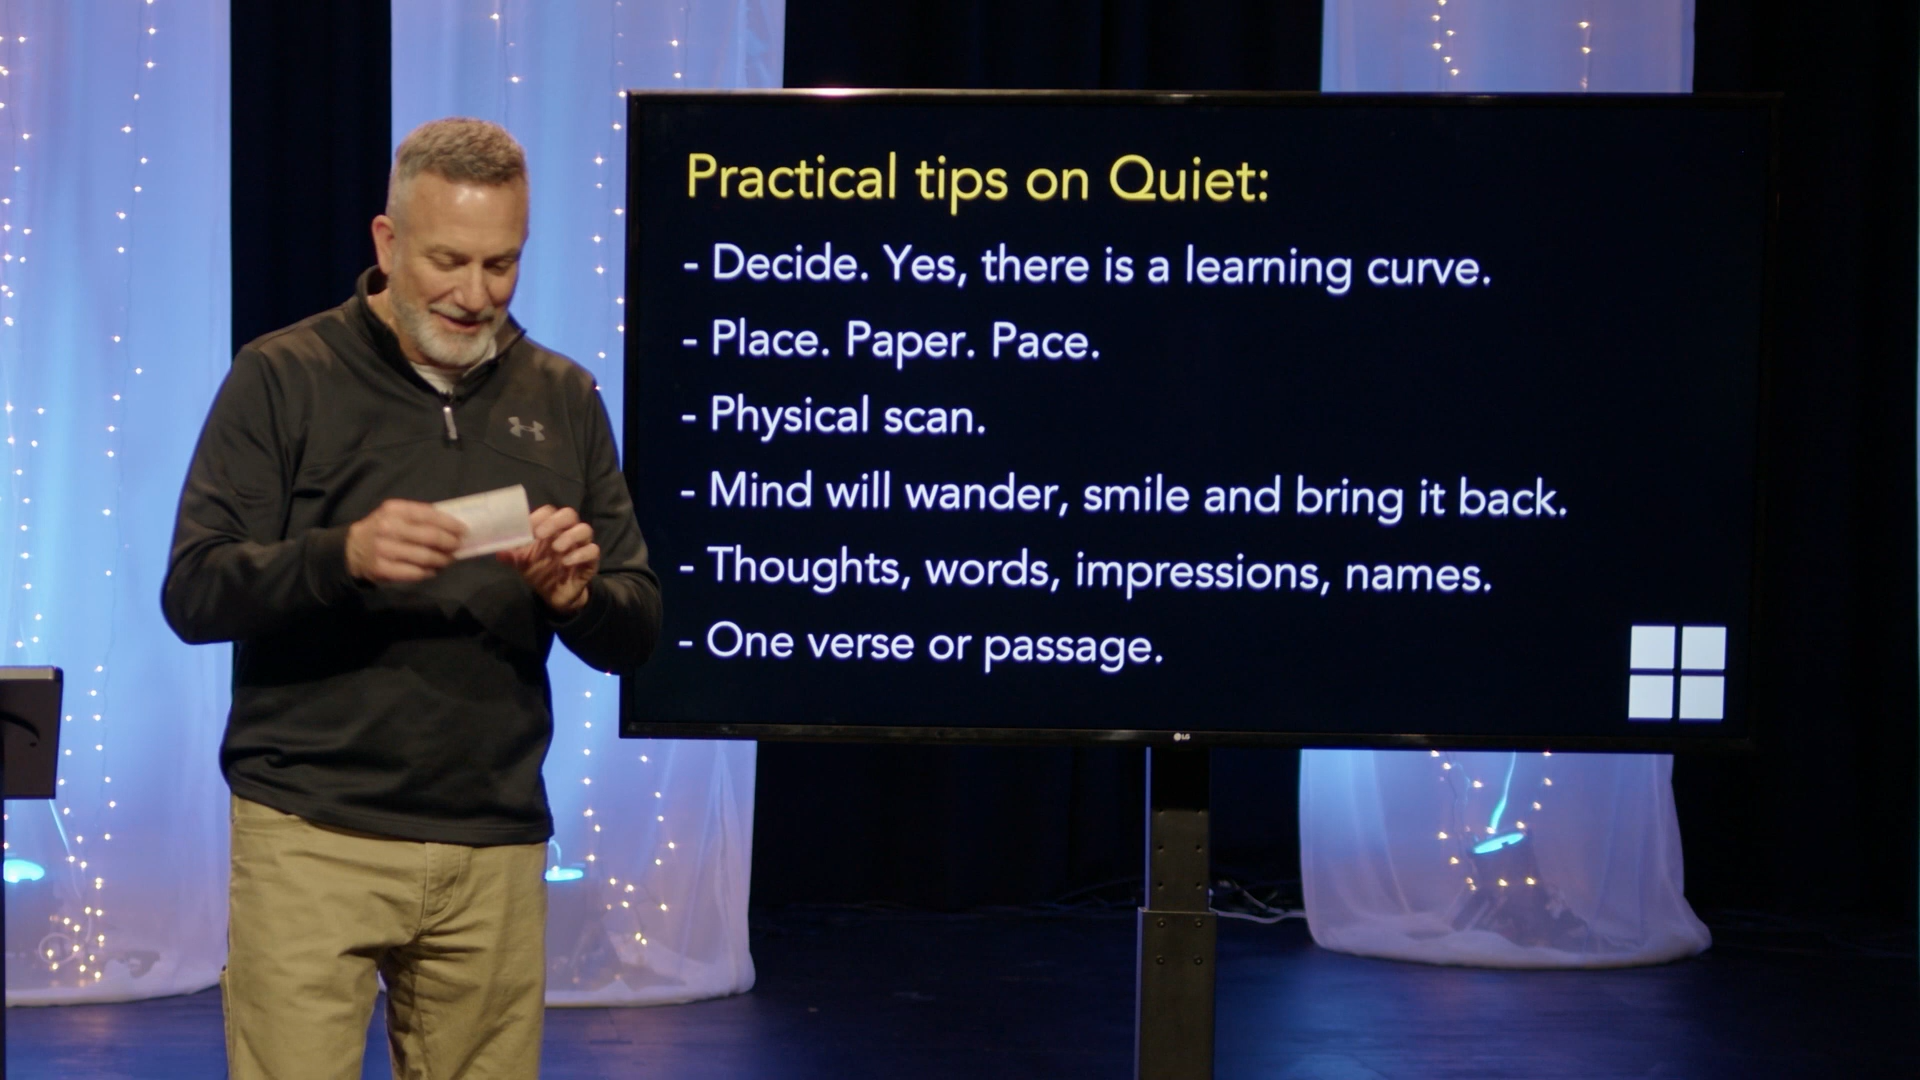 Practical tips on Quiet:
- Decide. Yes, there is a learning curve.
- Place. Paper. Pace.
- Physical scan.
- Mind will wander, smile and bring it back.
- Thoughts, words, impressions, names.
- One verse or passage.
LG